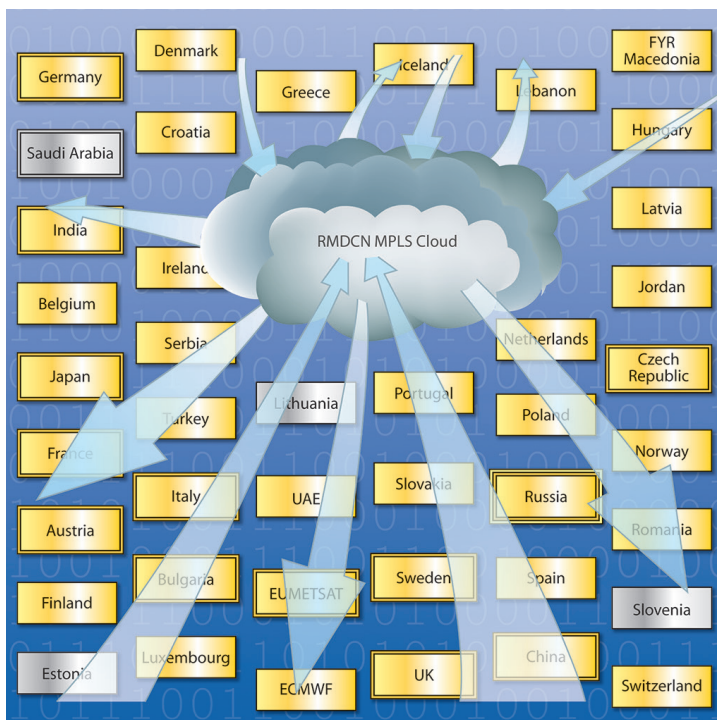 Germany
Saudi Arabia
India
Belgium
Japan
France
Austria
Finland
Estonia
Denmark
Croatia
Ireland
Serbia
Turkey
Italy
Bulgaria
Luxembourg
Greece
RMDCN MPLS Cloud
Lithuania
UAE
EUMETSAT
ECMWF
Iceland
Portugal
Slovakia
Sweden
UK
Lebanon
Netherlands
Poland
Russia
Spain
China
FYR
Macedonia
Hungary
Latvia
Jordan
Czech
Republic
Norway
Romania
Slovenia
Switzerland